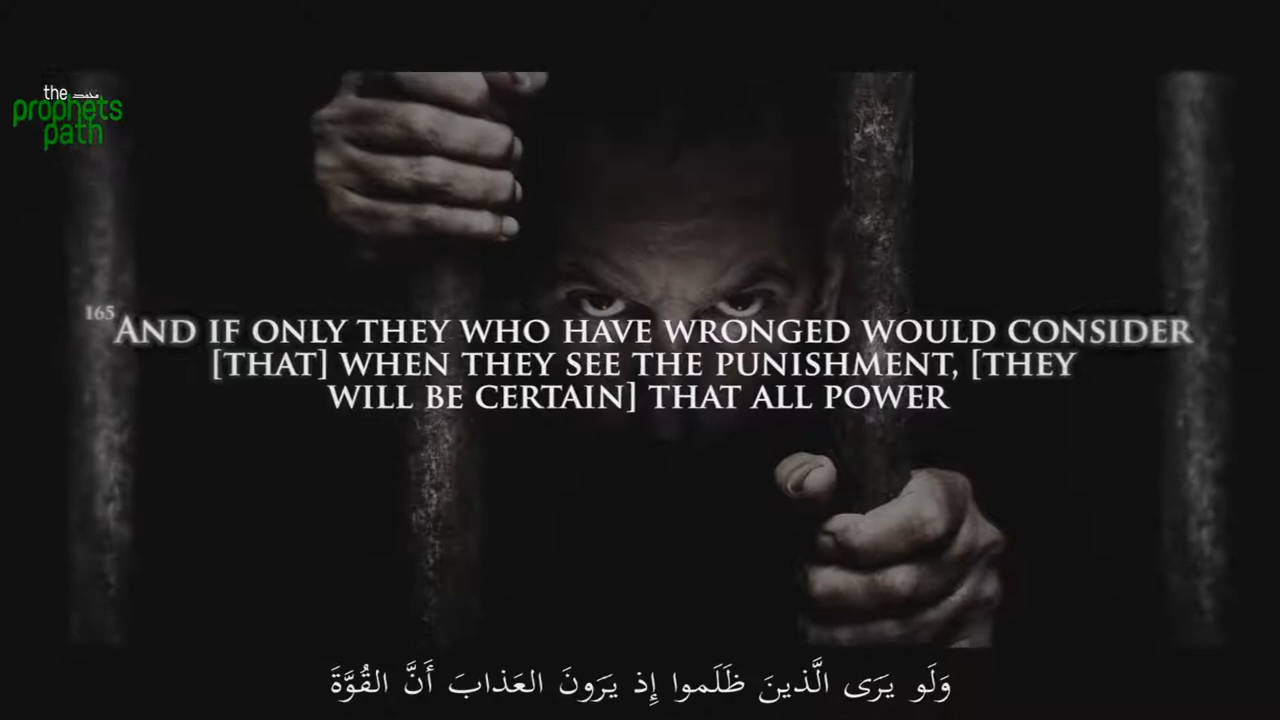 the محمد
prophets
path
165 AND IF ONLY THEY WHO HAVE WRONGED WOULD CONSIDER
[THAT] WHEN THEY SEE THE PUNISHMENT, [THEY
WILL BE CERTAIN] THAT ALL POWER
وَلَو يَرَى الَّذينَ ظَلَموا إِذ يَرَونَ العَذابَ أَنَّ القُوَّةَ